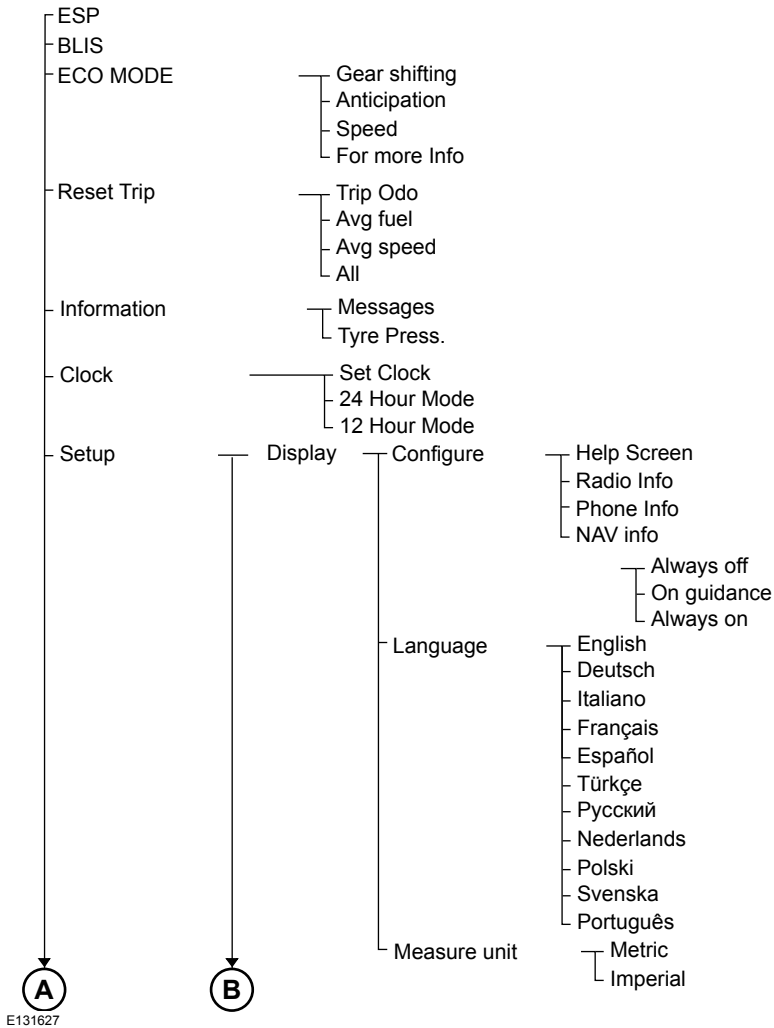 ESP
BLIS
ECO MODE
Gear shifting
Anticipation
Speed
For more Info
Reset Trip
Trip Odo
Avg fuel
Avg speed
All
Information
Messages
Tyre Press.
Clock
Set Clock
24 Hour Mode
12 Hour Mode
Setup
Display
Configure
Help Screen
Radio Info
Phone Info
NAV info
Always off
On guidance
Always on
Language
English
Deutsch
Italiano
Français
Español
Türkçe
Русский
Nederlands
Polski
Svenska
Português
Measure unit
Metric
Imperial
A
B
E131627